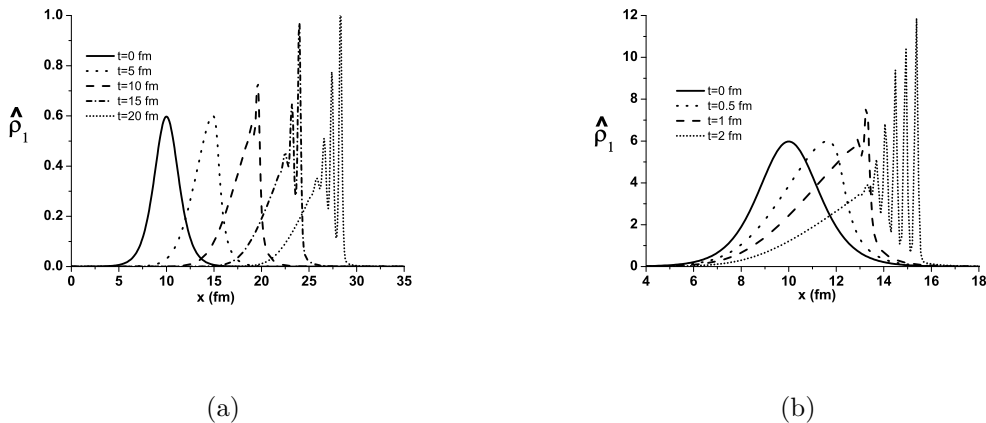 1.0
0.8
0.6
0.4
0.2
0.0
ρ̂₁
t=0 fm
t=5 fm
t=10 fm
t=15 fm
t=20 fm
0 5 10 15 20 25 30 35
x (fm)
(a)
12
10
8
6
4
2
0
ρ̂₁
t=0 fm
t=0.5 fm
t=1 fm
t=2 fm
4 6 8 10 12 14 16 18
x (fm)
(b)